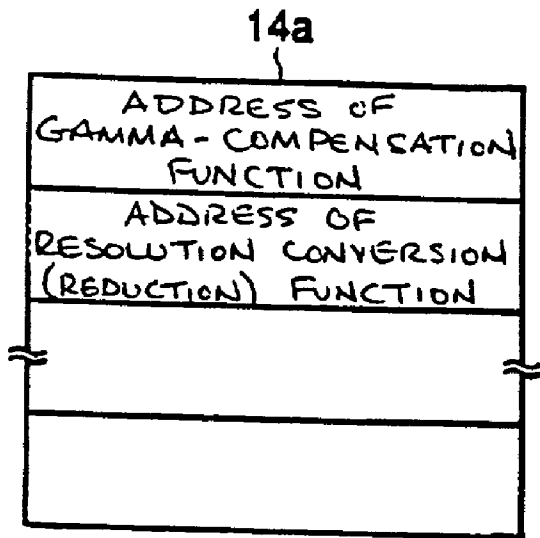 14a
ADDRESS OF
GAMMA-COMPENSATION
FUNCTION
ADDRESS OF
RESOLUTION CONVERSION
(REDUCTION) FUNCTION